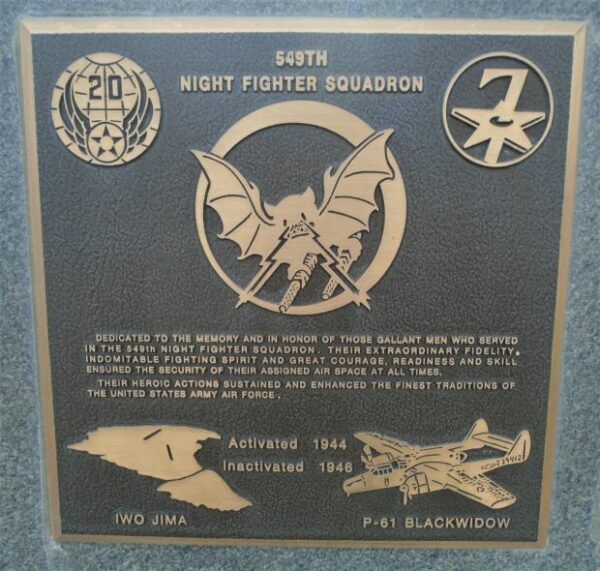 549TH
NIGHT FIGHTER SQUADRON
20
7
DEDICATED TO THE MEMORY AND IN HONOR OF THOSE GALLANT MEN WHO SERVED
IN THE 549th NIGHT FIGHTER SQUADRON. THEIR EXTRAORDINARY FIDELITY,
INDOMITABLE FIGHTING SPIRIT AND GREAT COURAGE, READINESS AND SKILL
ENSURED THE SECURITY OF THEIR ASSIGNED AIR SPACE AT ALL TIMES.
THEIR HEROIC ACTIONS SUSTAINED AND ENHANCED THE FINEST TRADITIONS OF
THE UNITED STATES ARMY AIR FORCE.
Activated 1944
Inactivated 1946
IWO JIMA
P-61 BLACKWIDOW